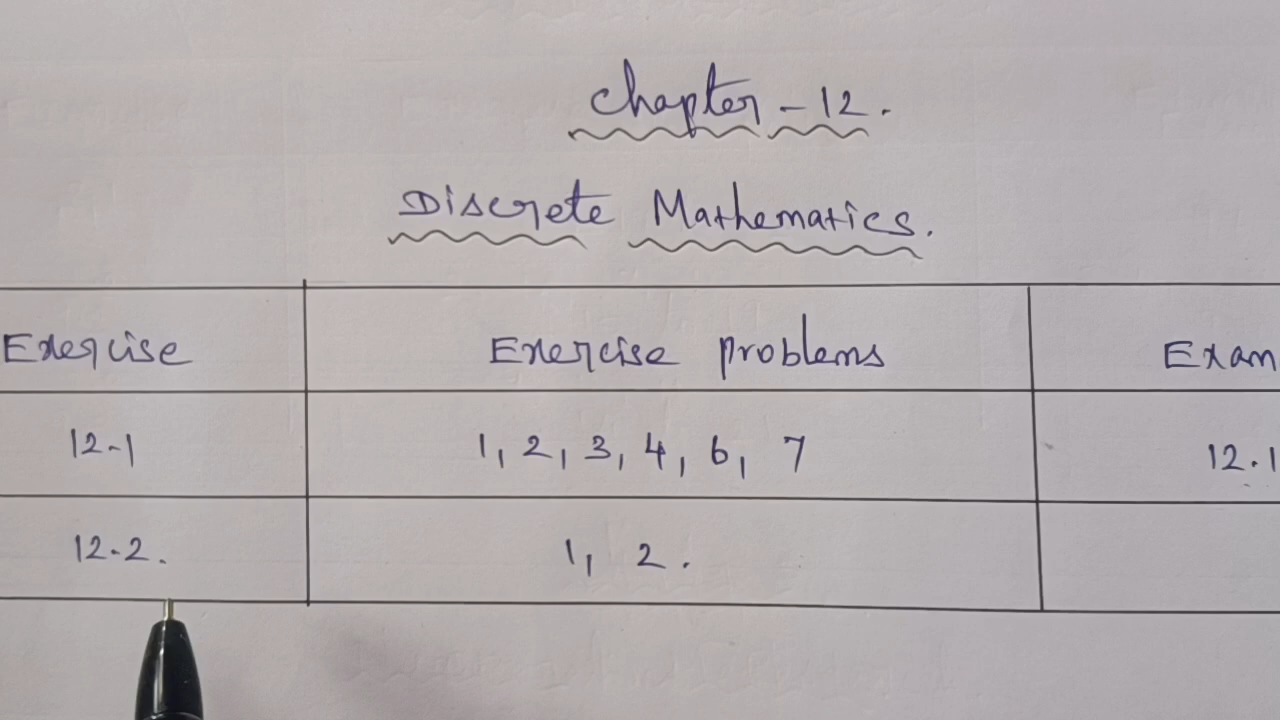 Chapter - 12.
Discrete Mathematics.
Exercise Exercise problems Exam
12.1 1, 2, 3, 4, 6, 7 12.1
12.2. 1, 2.